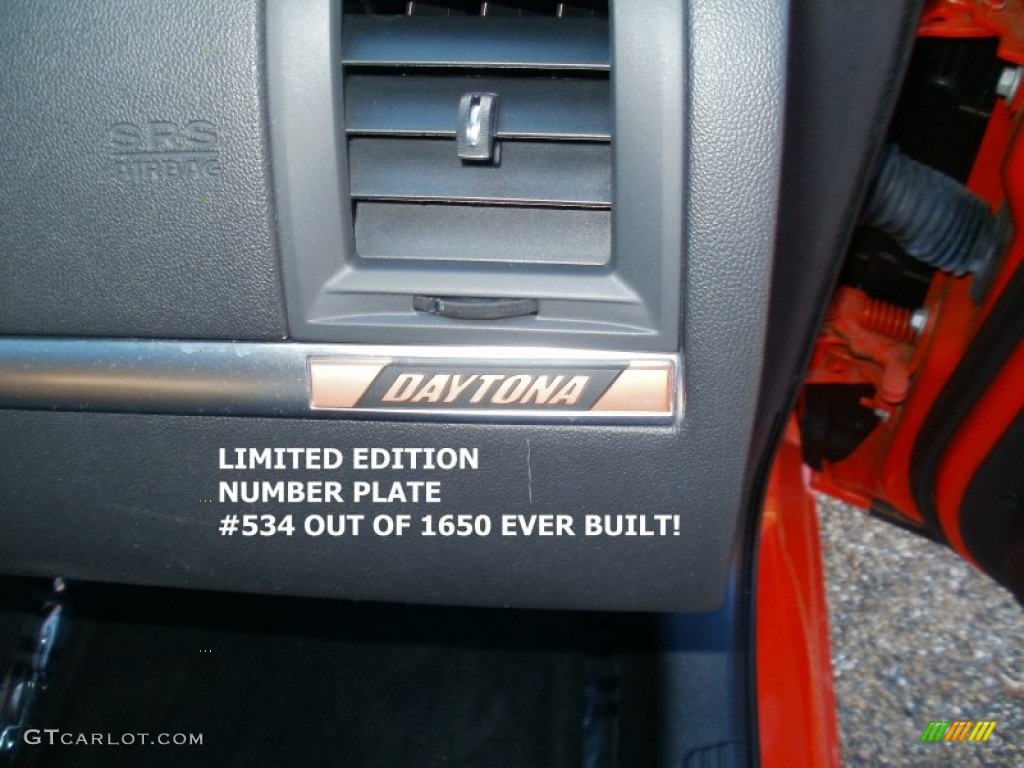 SRS
AIRBAG
DAYTONA
LIMITED EDITION
NUMBER PLATE
#534 OUT OF 1650 EVER BUILT!
GTCARLOT.COM